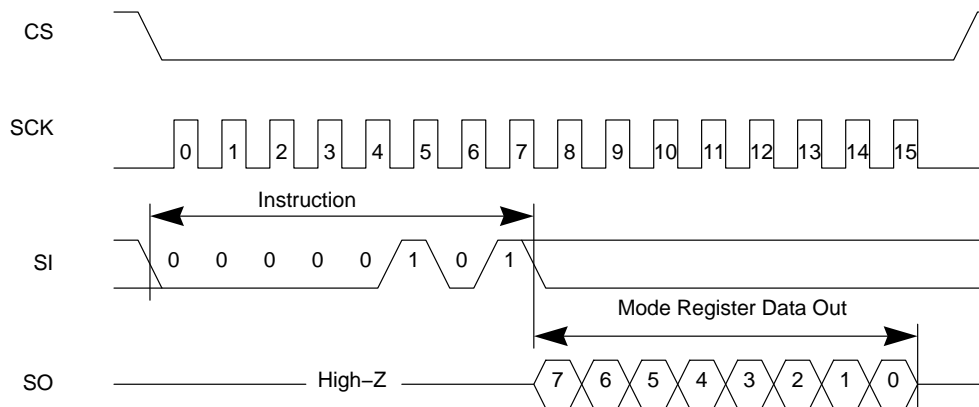 CS
SCK
0 1 2 3 4 5 6 7 8 9 10 11 12 13 14 15
Instruction
SI
0 0 0 0 0 1 0 1
Mode Register Data Out
SO
High–Z
7 6 5 4 3 2 1 0